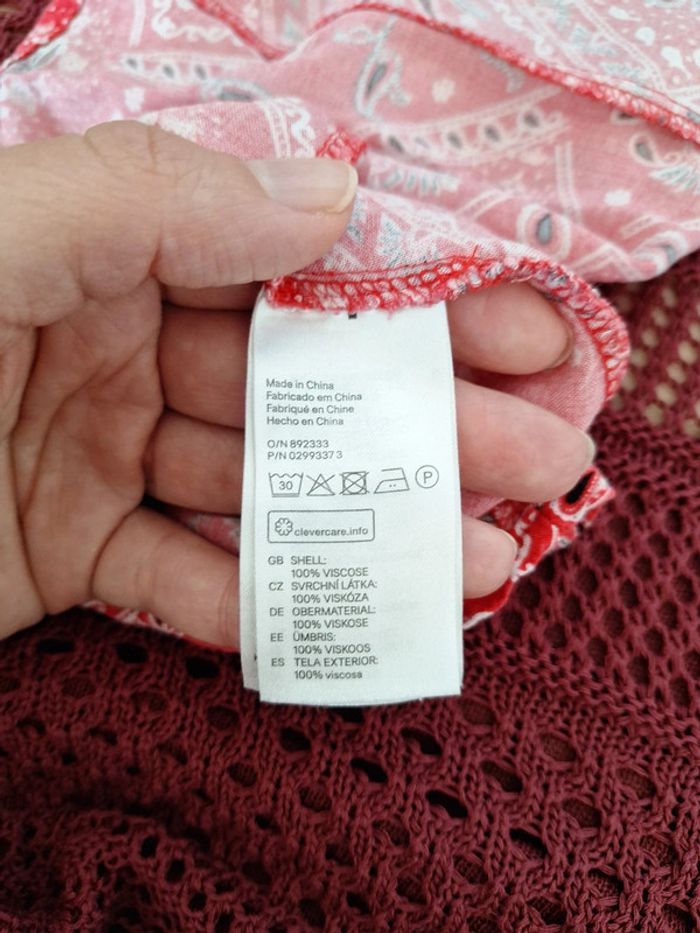 Made in China
Fabricado em China
Fabriqué en Chine
Hecho en China
O/N 892333
P/N 0299337 3
30 P
clevercare.info
GB SHELL:
100% VISCOSE
CZ SVRCHNÍ LÁTKA:
100% VISKÓZA
DE OBERMATERIAL:
100% VISKOSE
EE ÜMBRIS:
100% VISKOOS
ES TELA EXTERIOR:
100% viscosa